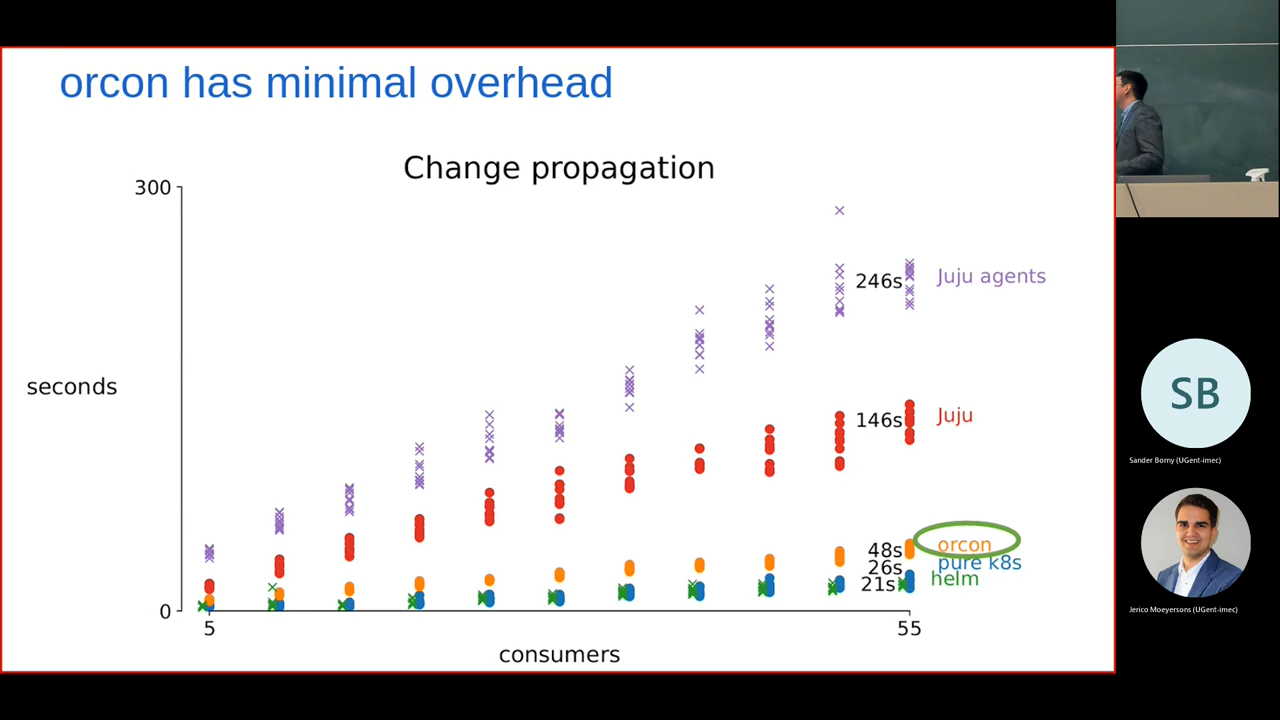 orcon has minimal overhead
Change propagation
300
246s
Juju agents
seconds
146s
Juju
48s
orcon
26s
pure k8s
21s
helm
0
5
55
consumers
SB
Sander Borny (UGent-imec)
Jerico Moeyersons (UGent-imec)